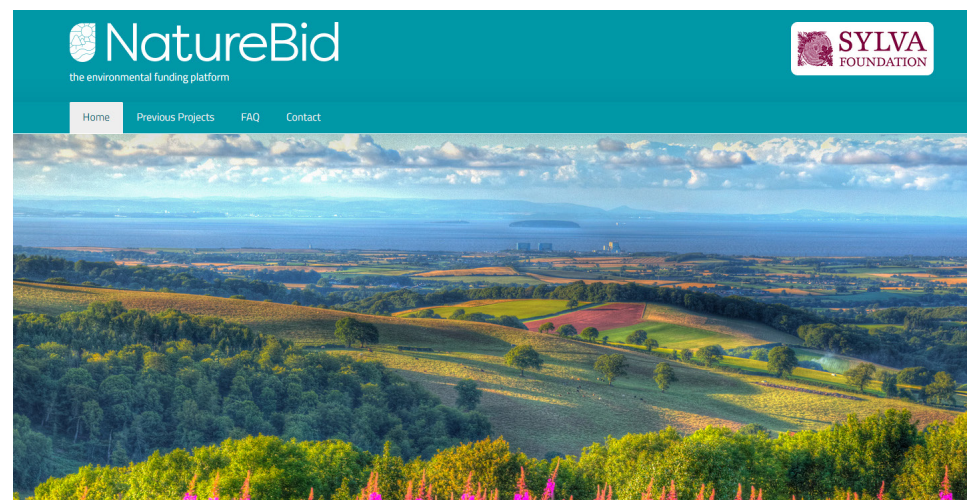 NatureBid
the environmental funding platform
SYLVA
FOUNDATION
Home
Previous Projects
FAQ
Contact